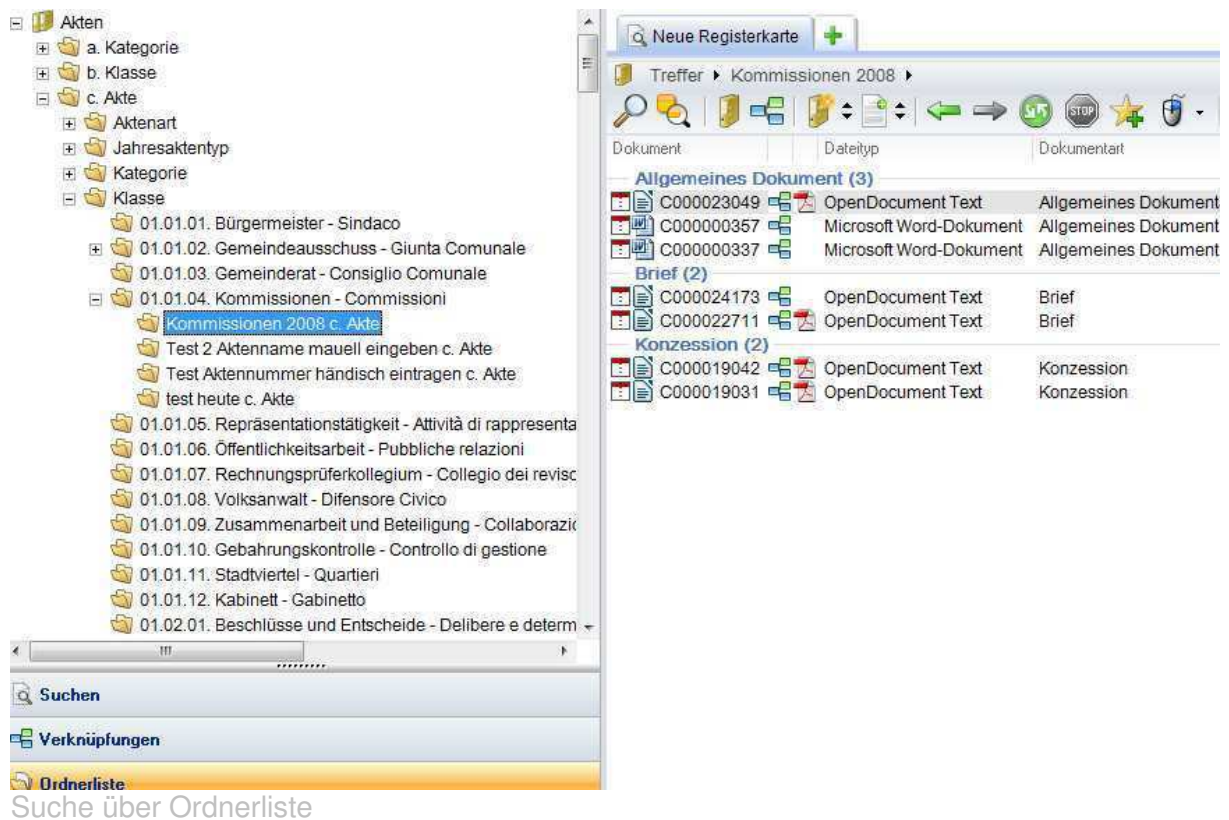 Akten
a. Kategorie
b. Klasse
c. Akte
Aktenart
Jahresaktentyp
Kategorie
Klasse
01.01.01. Bürgermeister - Sindaco
01.01.02. Gemeindeausschuss - Giunta Comunale
01.01.03. Gemeinderat - Consiglio Comunale
01.01.04. Kommissionen - Commissioni
Kommissionen 2008 c. Akte
Test 2 Aktenname mauell eingeben c. Akte
Test Aktennummer händisch eintragen c. Akte
test heute c. Akte
01.01.05. Repräsentationstätigkeit - Attività di rappresenta
01.01.06. Öffentlichkeitsarbeit - Pubbliche relazioni
01.01.07. Rechnungsprüferkollegium - Collegio dei revisc
01.01.08. Volksanwalt - Difensore Civico
01.01.09. Zusammenarbeit und Beteiligung - Collaborazio
01.01.10. Gebahrungskontrolle - Controllo di gestione
01.01.11. Stadtviertel - Quartieri
01.01.12. Kabinett - Gabinetto
01.02.01. Beschlüsse und Entscheide - Delibere e determ
Suchen
Verknüpfungen
Ordnerliste
Neue Registerkarte
Treffer Kommissionen 2008
STOP
Dokument Dateityp Dokumentart
Allgemeines Dokument (3)
C000023049 OpenDocument Text Allgemeines Dokument
C000000357 Microsoft Word-Dokument Allgemeines Dokument
C000000337 Microsoft Word-Dokument Allgemeines Dokument
Brief (2)
C000024173 OpenDocument Text Brief
C000022711 OpenDocument Text Brief
Konzession (2)
C000019042 OpenDocument Text Konzession
C000019031 OpenDocument Text Konzession
Suche über Ordnerliste